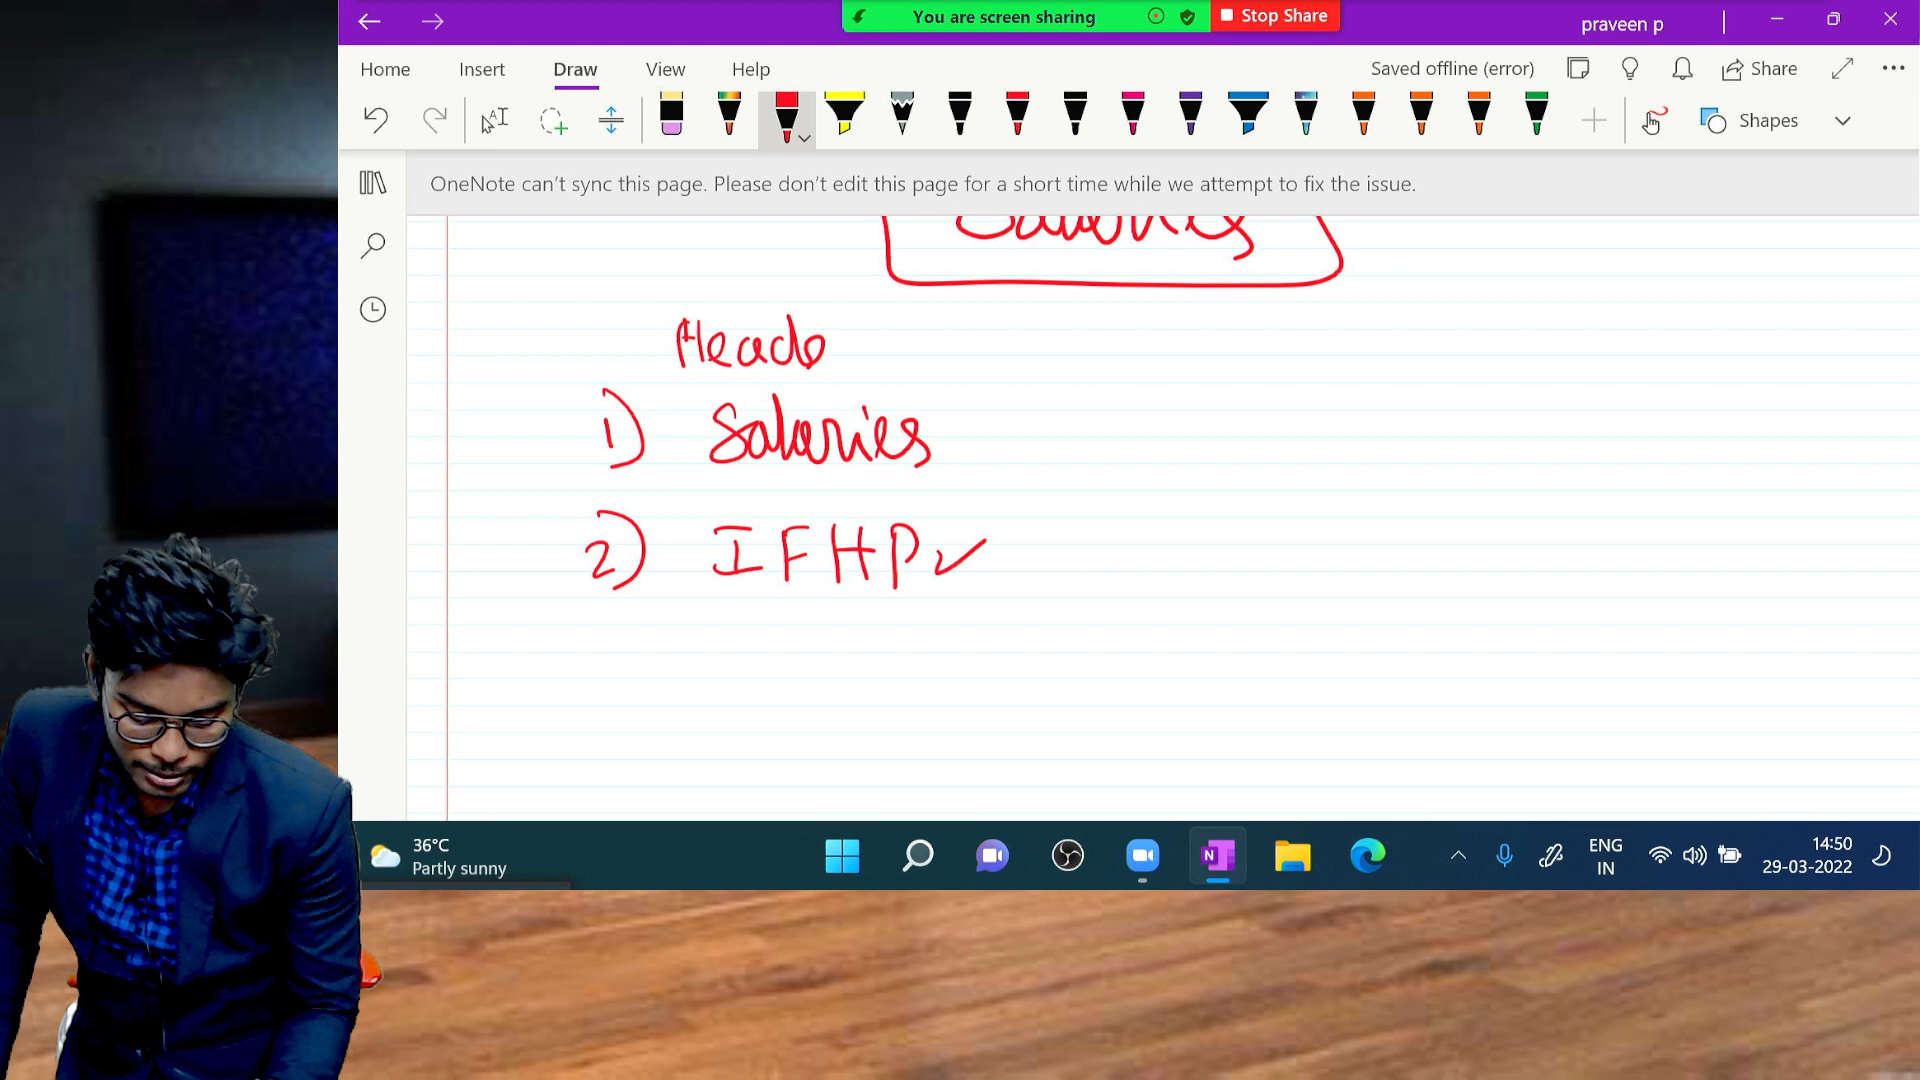 You are screen sharing
Stop Share
praveen p
Home Insert Draw View Help
Saved offline (error)
Share
Shapes
OneNote can't sync this page. Please don't edit this page for a short time while we attempt to fix the issue.
Salaries
Heads
1) Salaries
2) IFHP
36°C
Partly sunny
ENG
IN
14:50
29-03-2022